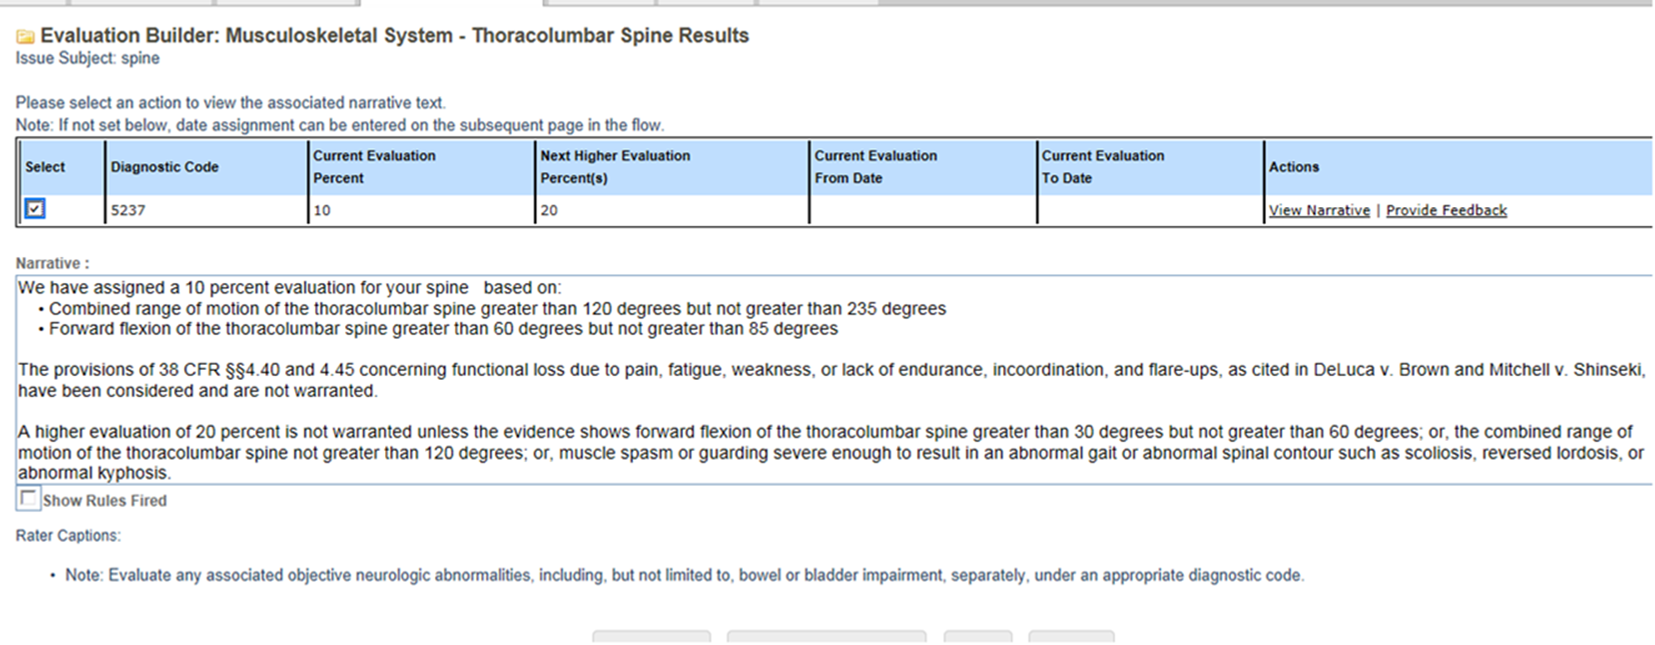 Evaluation Builder: Musculoskeletal System - Thoracolumbar Spine Results
Issue Subject: spine
Please select an action to view the associated narrative text.
Note: If not set below, date assignment can be entered on the subsequent page in the flow.
Select
Diagnostic Code
Current Evaluation
Percent
Next Higher Evaluation
Percent(s)
Current Evaluation
From Date
Current Evaluation
To Date
Actions
5237
10
20
View Narrative | Provide Feedback
Narrative :
We have assigned a 10 percent evaluation for your spine   based on:
• Combined range of motion of the thoracolumbar spine greater than 120 degrees but not greater than 235 degrees
• Forward flexion of the thoracolumbar spine greater than 60 degrees but not greater than 85 degrees
The provisions of 38 CFR §§4.40 and 4.45 concerning functional loss due to pain, fatigue, weakness, or lack of endurance, incoordination, and flare-ups, as cited in DeLuca v. Brown and Mitchell v. Shinseki,
have been considered and are not warranted.
A higher evaluation of 20 percent is not warranted unless the evidence shows forward flexion of the thoracolumbar spine greater than 30 degrees but not greater than 60 degrees; or, the combined range of
motion of the thoracolumbar spine not greater than 120 degrees; or, muscle spasm or guarding severe enough to result in an abnormal gait or abnormal spinal contour such as scoliosis, reversed lordosis, or
abnormal kyphosis.
Show Rules Fired
Rater Captions:
• Note: Evaluate any associated objective neurologic abnormalities, including, but not limited to, bowel or bladder impairment, separately, under an appropriate diagnostic code.